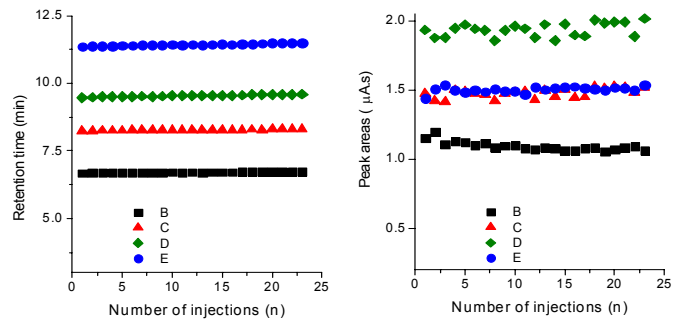 12.5
10.0
7.5
5.0
Retention time (min)
B
C
D
E
0 5 10 15 20 25
Number of injections (n)
2.0
1.5
1.0
0.5
Peak areas ( μA.s)
B
C
D
E
0 5 10 15 20 25
Number of injections (n)